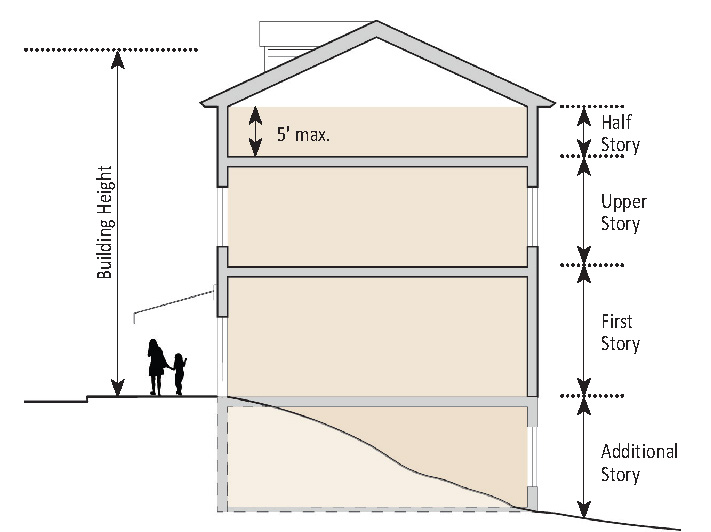 5' max.
Half
Story
Building Height
Upper
Story
First
Story
Additional
Story